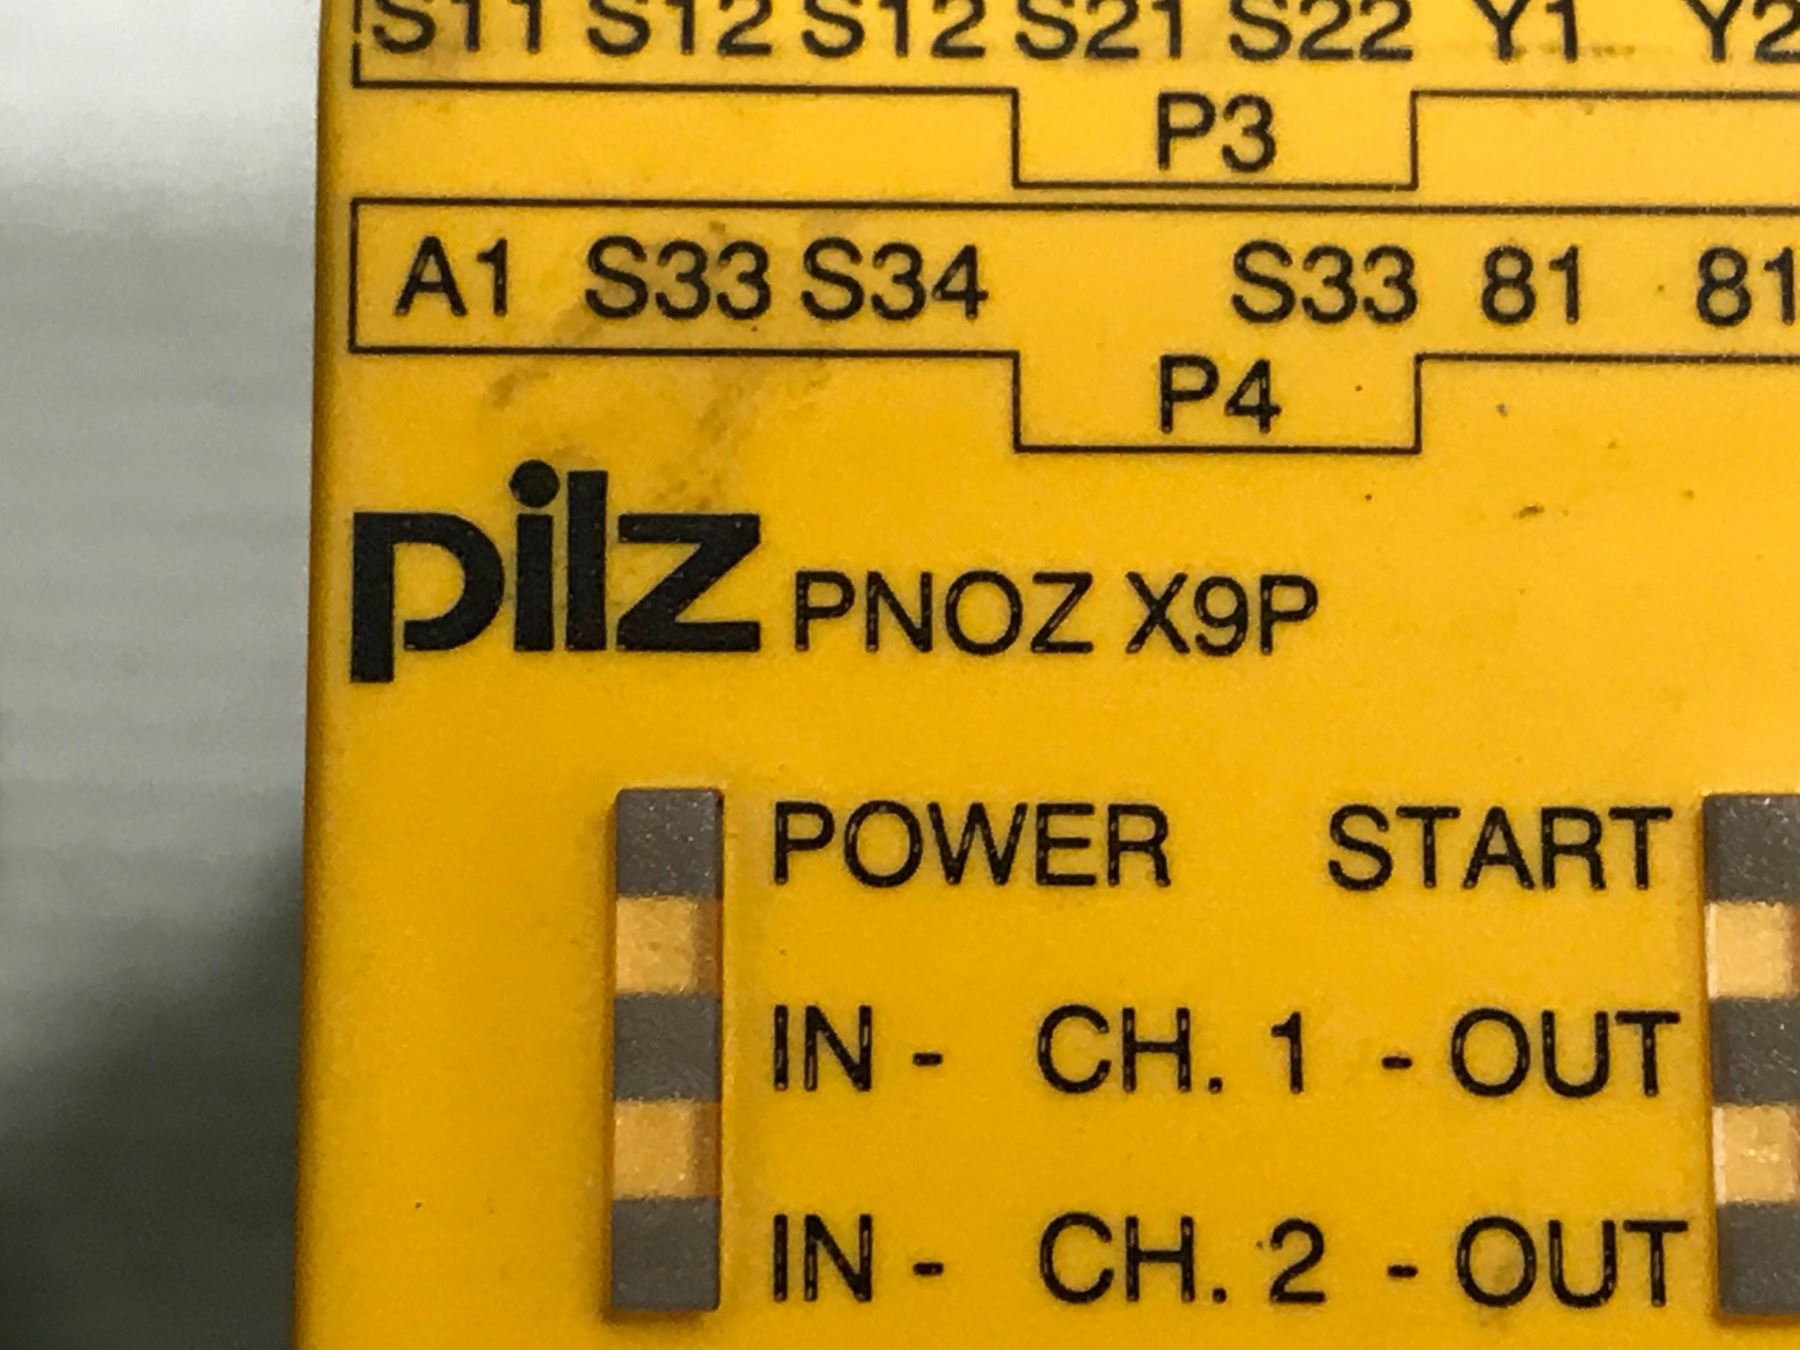 S11 S12 S12 S21 S22 Y1 Y2
P3
A1 S33 S34 S33 81 81
P4
pilz PNOZ X9P
POWER START
IN - CH. 1 - OUT
IN - CH. 2 - OUT